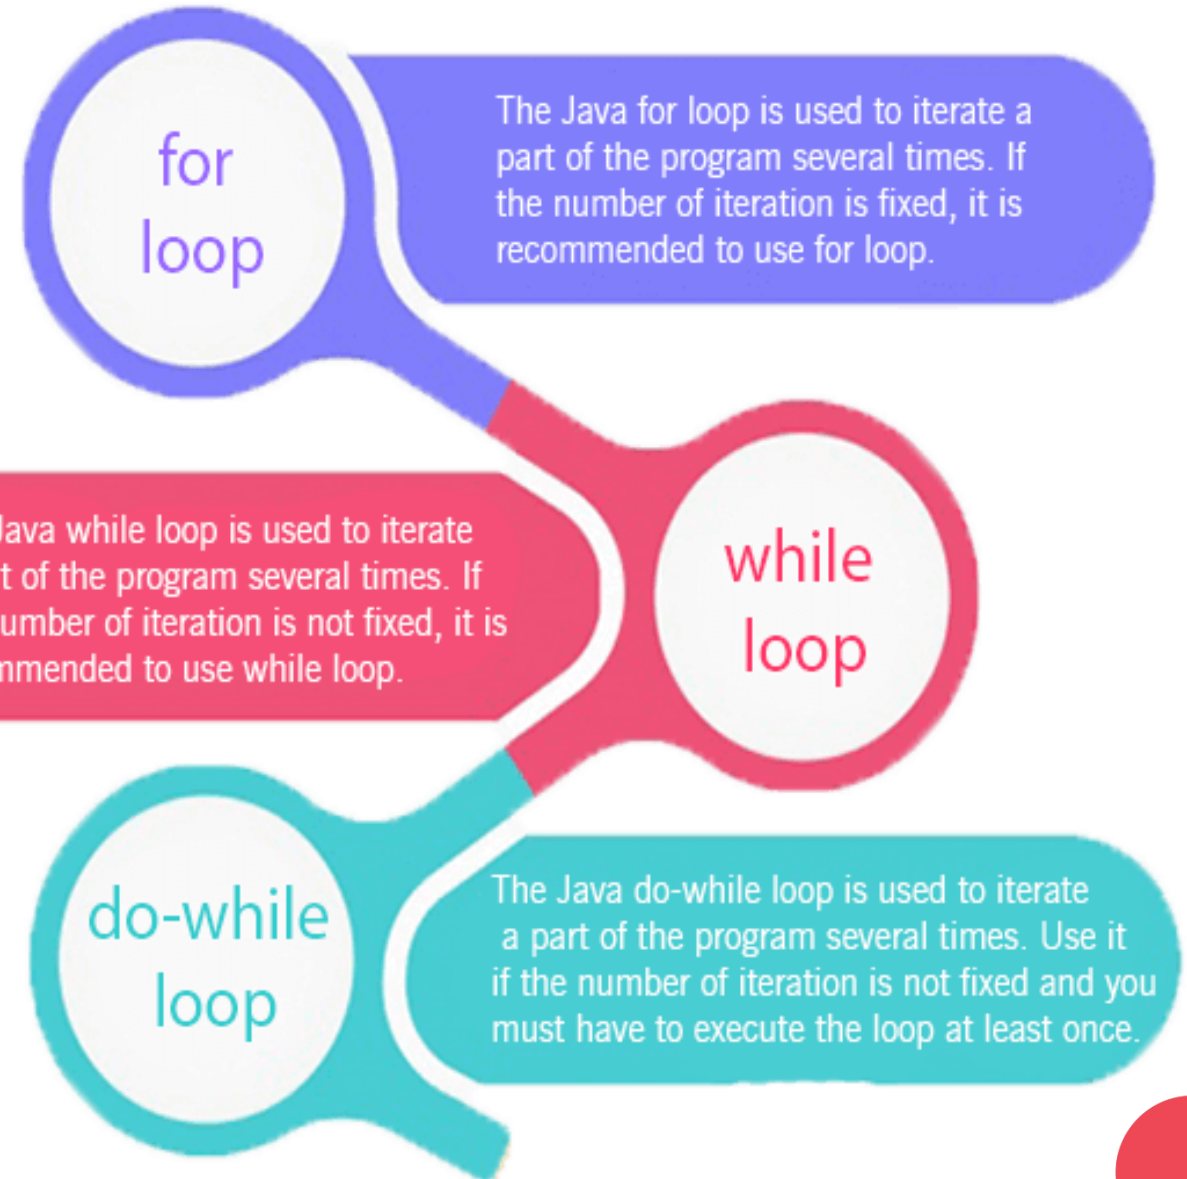 for
loop
The Java for loop is used to iterate a
part of the program several times. If
the number of iteration is fixed, it is
recommended to use for loop.
Java while loop is used to iterate
t of the program several times. If
umber of iteration is not fixed, it is
mmended to use while loop.
while
loop
do-while
loop
The Java do-while loop is used to iterate
a part of the program several times. Use it
if the number of iteration is not fixed and you
must have to execute the loop at least once.